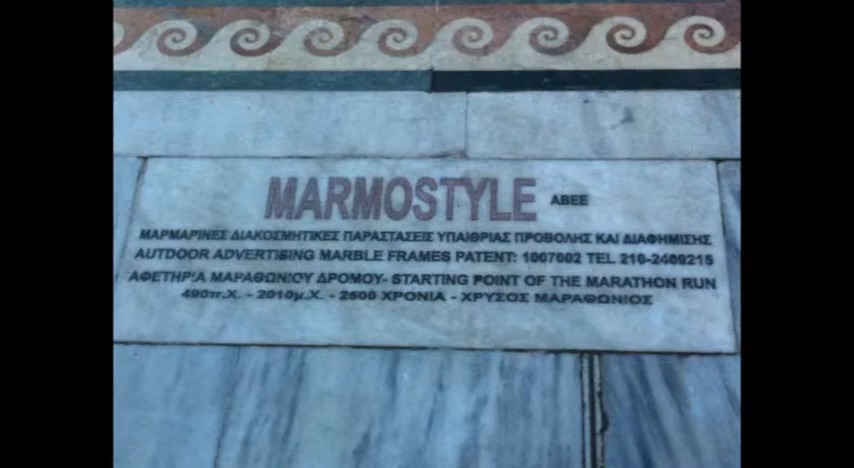 MARMOSTYLE ABEE
ΜΑΡΜΑΡΙΝΕΣ ΔΙΑΚΟΣΜΗΤΙΚΕΣ ΠΑΡΑΣΤΑΣΕΙΣ ΥΠΑΙΘΡΙΑΣ ΠΡΟΒΟΛΗΣ ΚΑΙ ΔΙΑΦΗΜΙΣΗΣ
AUTDOOR ADVERTISING MARBLE FRAMES PATENT: 1007002 TEL 210-2409215
ΑΦΕΤΗΡΙΑ ΜΑΡΑΘΩΝΙΟΥ ΔΡΟΜΟΥ- STARTING POINT OF THE MARATHON RUN
490π.Χ. - 2010μ.Χ. - 2500 ΧΡΟΝΙΑ - ΧΡΥΣΟΣ ΜΑΡΑΘΩΝΙΟΣ